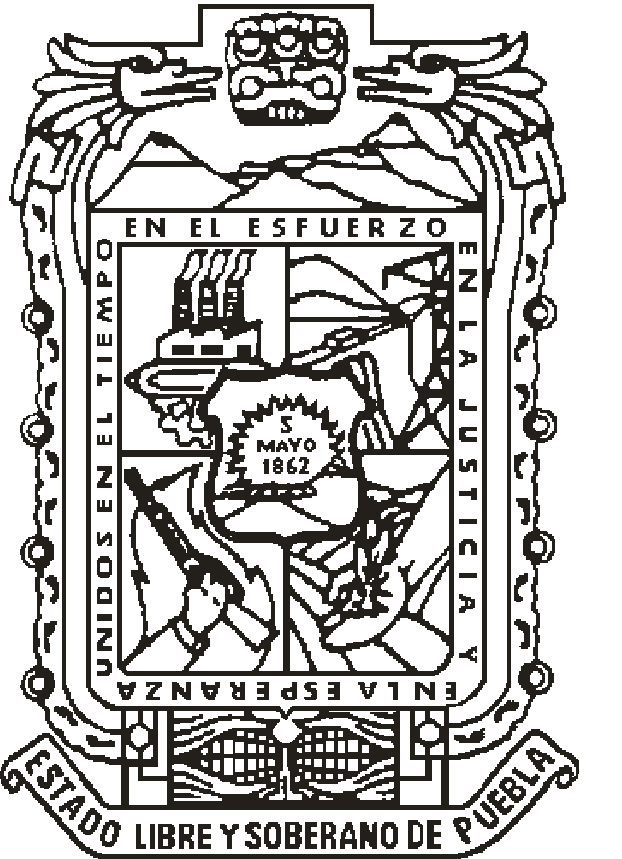 EN EL ESFUERZO
EN LA JUSTICIA Y
EN LA ESPERANZA
UNIDOS EN EL TIEMPO
5
MAYO
1862
ESTADO LIBRE Y SOBERANO DE PUEBLA